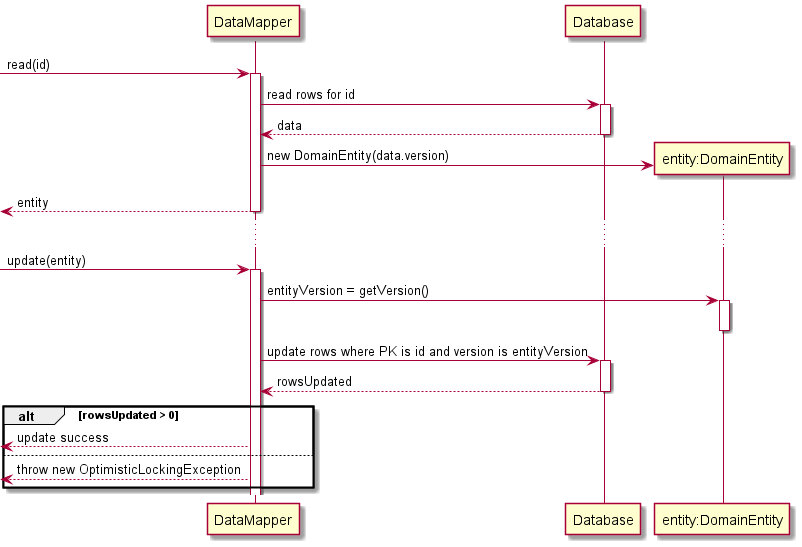 DataMapper
Database
read(id)
read rows for id
data
new DomainEntity(data.version)
entity:DomainEntity
entity
update(entity)
entityVersion = getVersion()
update rows where PK is id and version is entityVersion
rowsUpdated
alt [rowsUpdated > 0]
update success
throw new OptimisticLockingException
DataMapper
Database
entity:DomainEntity